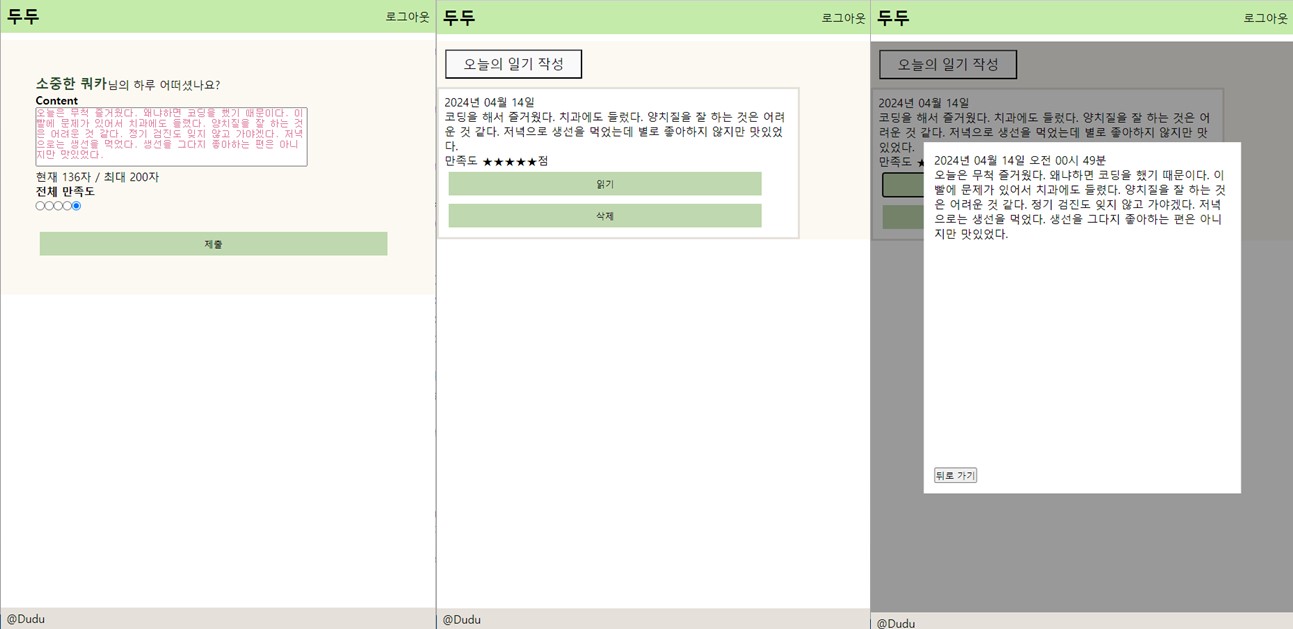 두두
로그아웃
소중한 쿼카님의 하루 어떠셨나요?
Content
오늘은 무척 즐거웠다. 왜냐하면 코딩을 했기 때문이다. 이
빨에 문제가 있어서 치과에도 들렸다. 양치질을 잘 하는 것
은 어려운 것 같다. 정기 검진도 잊지 않고 가야겠다. 저녁
으로는 생선을 먹었다. 생선을 그다지 좋아하는 편은 아니
지만 맛있었다.
현재 136자 / 최대 200자
전체 만족도
제출
@Dudu
두두
로그아웃
오늘의 일기 작성
2024년 04월 14일
코딩을 해서 즐거웠다. 치과에도 들렀다. 양치질을 잘 하는 것은 어려
운 것 같다. 저녁으로 생선을 먹었는데 별로 좋아하지 않지만 맛있었
다.
만족도 ★★★★★점
읽기
삭제
@Dudu
두두
로그아웃
오늘의 일기 작성
2024년 04월 14일
코딩을 해서 즐거웠다. 치과에도 들렀다. 양치질을 잘 하는 것은 어
려운 것 같다. 저녁으로 생선을 먹었는데 별로 좋아하지 않지만 맛
있었다.
만족도 ★
2024년 04월 14일 오전 00시 49분
오늘은 무척 즐거웠다. 왜냐하면 코딩을 했기 때문이다. 이
빨에 문제가 있어서 치과에도 들렸다. 양치질을 잘 하는 것
은 어려운 것 같다. 정기 검진도 잊지 않고 가야겠다. 저녁
으로는 생선을 먹었다. 생선을 그다지 좋아하는 편은 아니
지만 맛있었다.
뒤로 가기
@Dudu